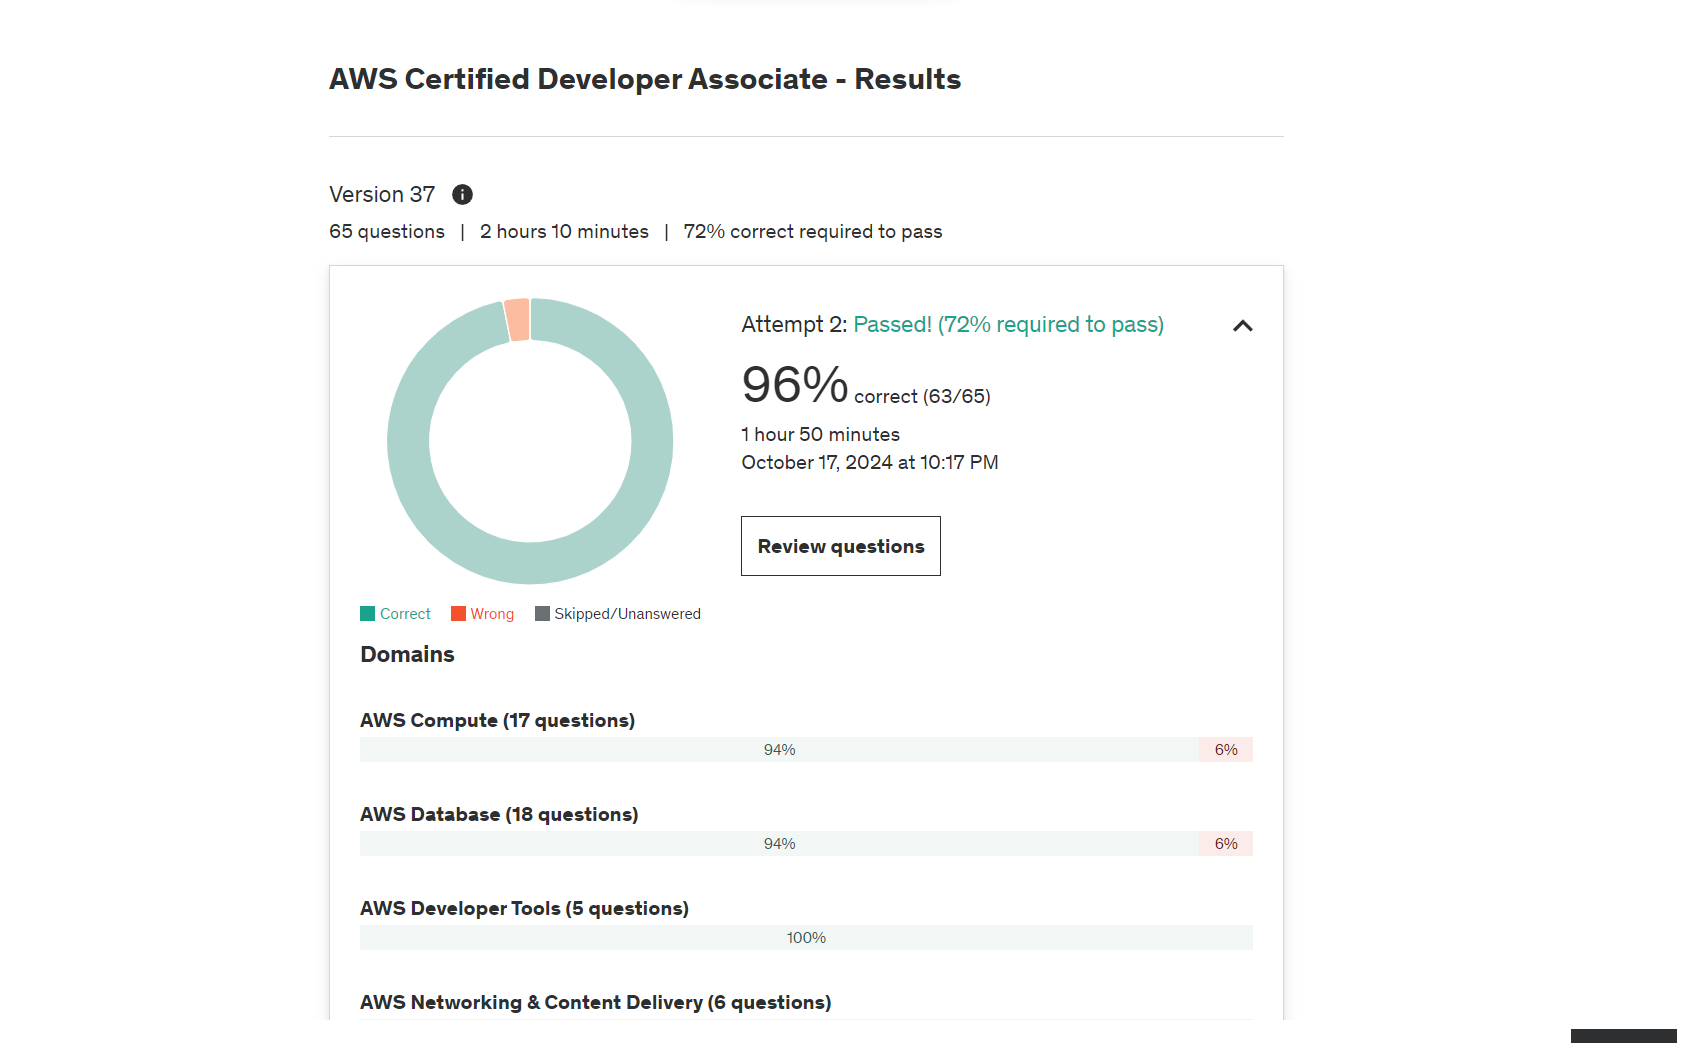 AWS Certified Developer Associate - Results
Version 37
65 questions | 2 hours 10 minutes | 72% correct required to pass
Attempt 2: Passed! (72% required to pass)
96% correct (63/65)
1 hour 50 minutes
October 17, 2024 at 10:17 PM
Review questions
Correct Wrong Skipped/Unanswered
Domains
AWS Compute (17 questions)
94% 6%
AWS Database (18 questions)
94% 6%
AWS Developer Tools (5 questions)
100%
AWS Networking & Content Delivery (6 questions)